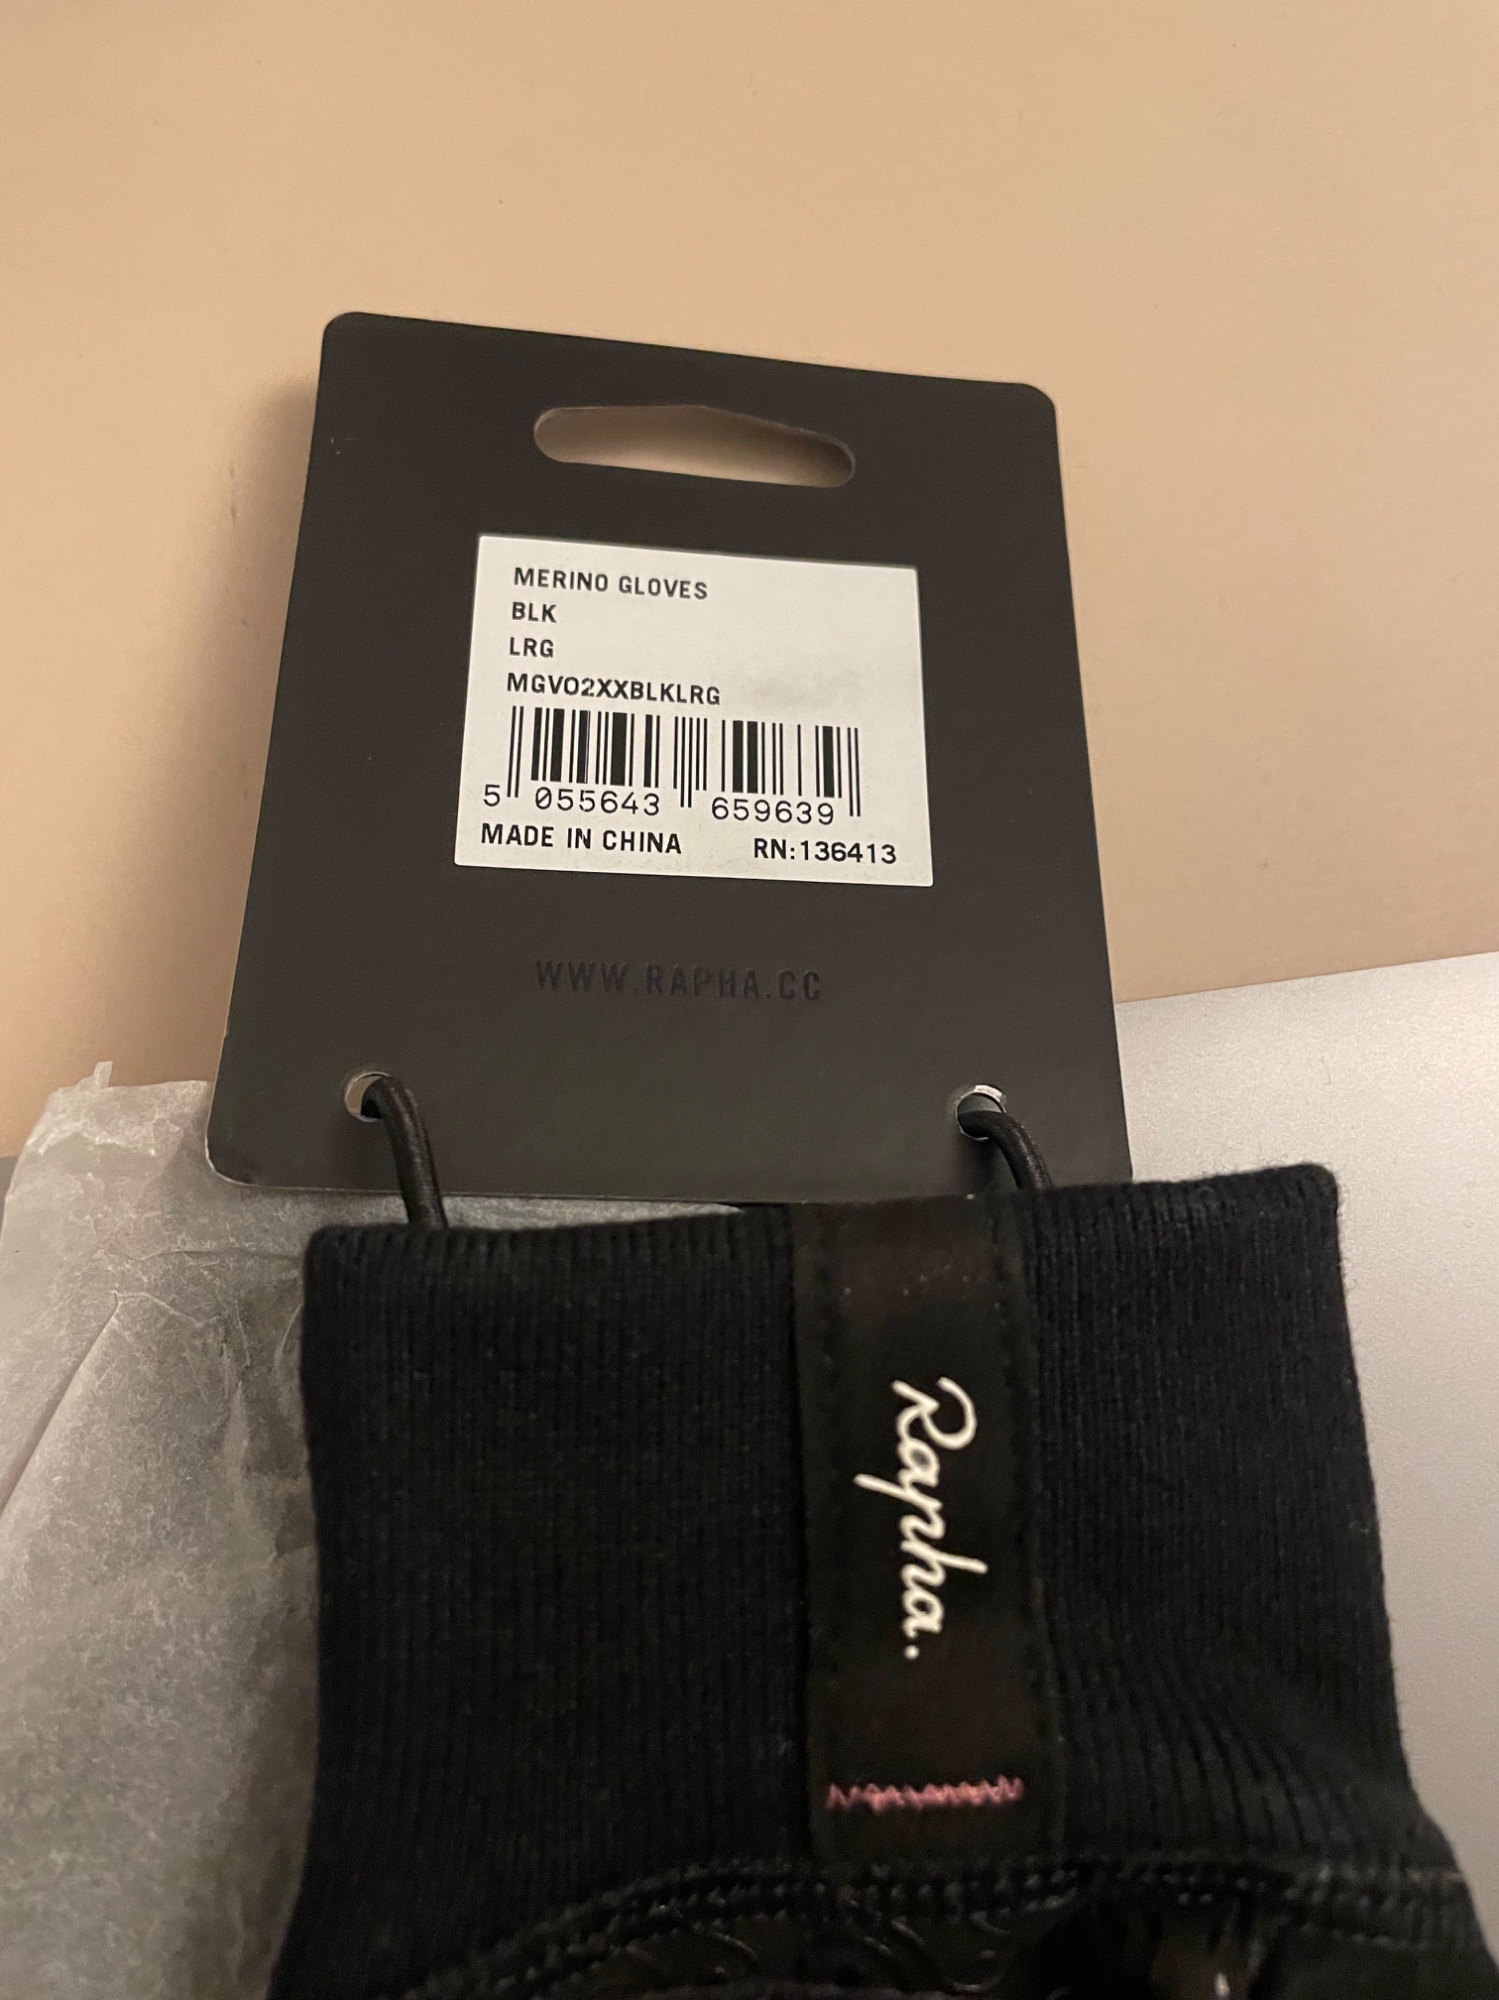 MERINO GLOVES
BLK
LRG
MGV02XXBLKLRG
5 055643 659639
MADE IN CHINA RN:136413
WWW.RAPHA.CC
Rapha.